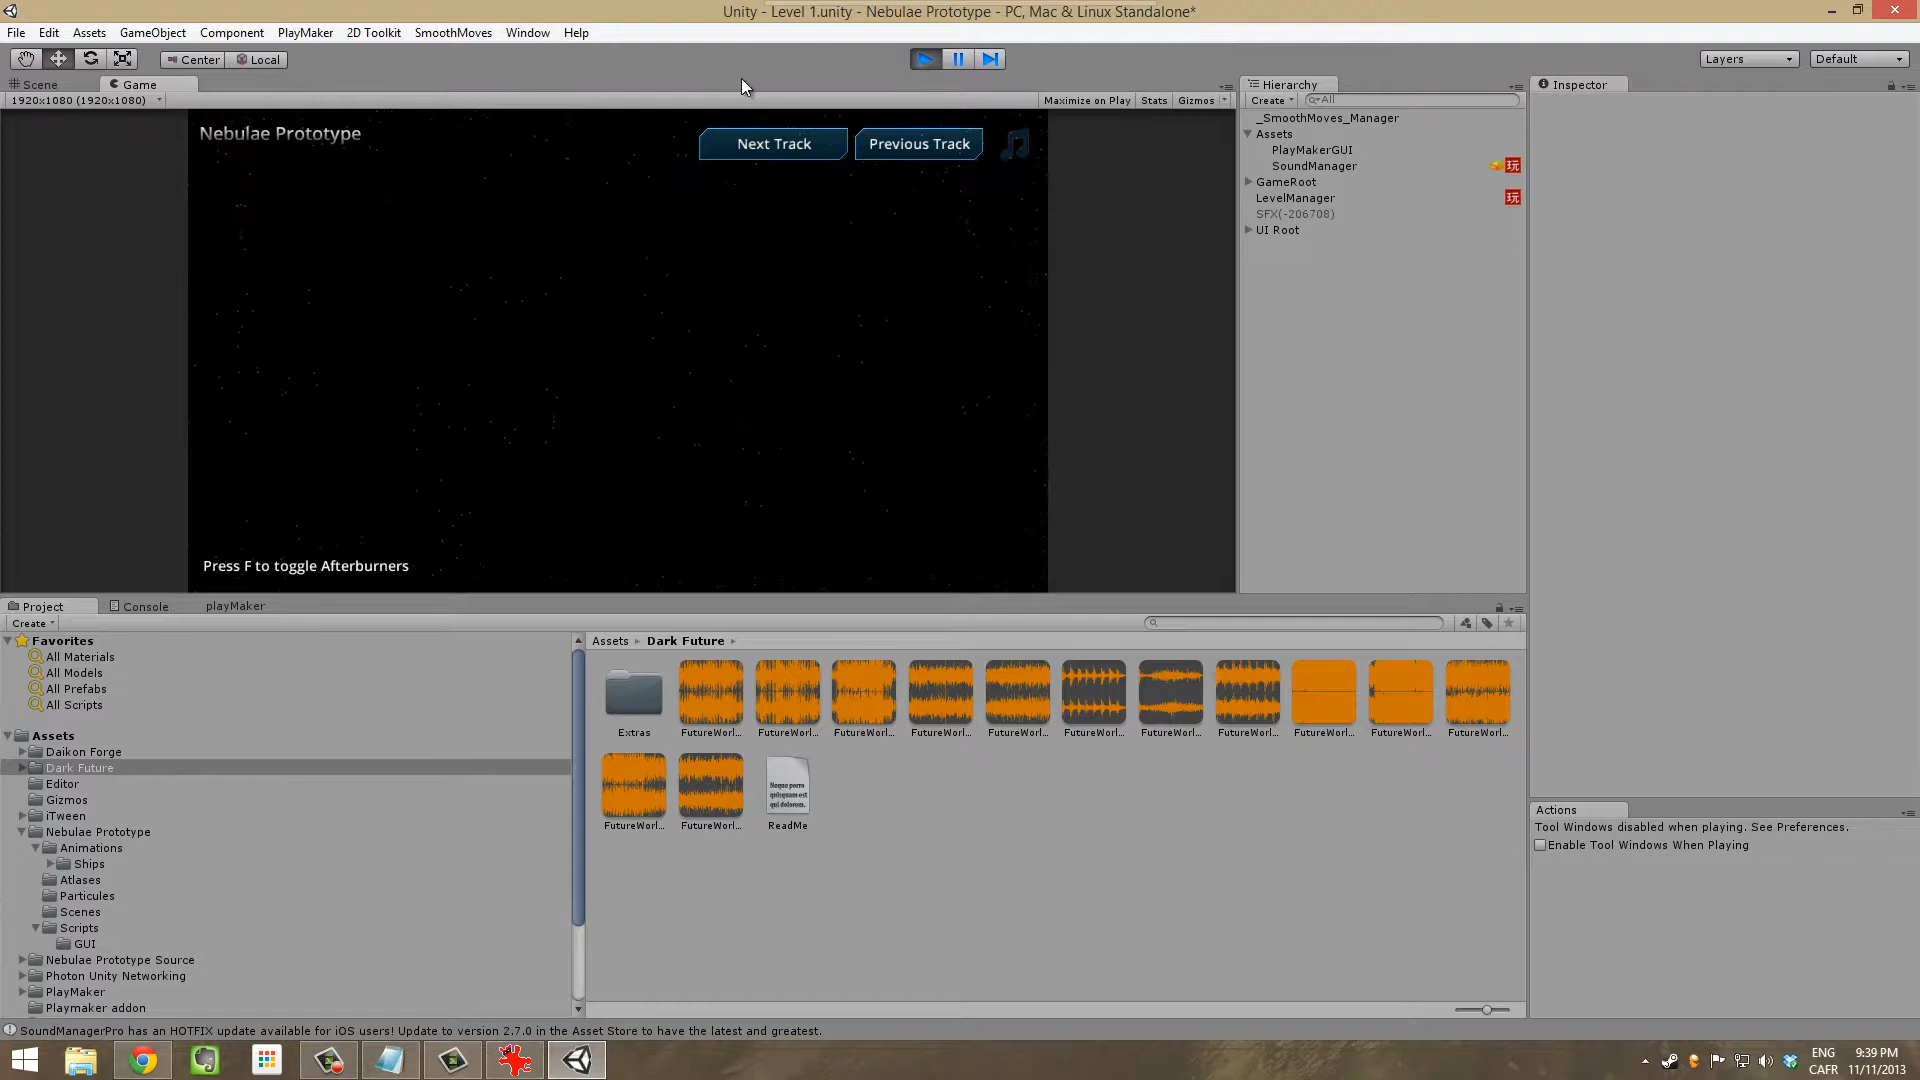 Unity - Level 1.unity - Nebulae Prototype - PC, Mac & Linux Standalone*
File Edit Assets GameObject Component PlayMaker 2D Toolkit SmoothMoves Window Help
Center Local Layers Default
Scene Game
1920x1080 (1920x1080) Maximize on Play Stats Gizmos
Nebulae Prototype
Next Track Previous Track
Press F to toggle Afterburners
Hierarchy
Create All
_SmoothMoves_Manager
Assets
PlayMakerGUI
SoundManager 玩
GameRoot
LevelManager 玩
SFX(-206708)
UI Root
Inspector
Project Console playMaker
Create
Favorites
All Materials
All Models
All Prefabs
All Scripts
Assets
Daikon Forge
Dark Future
Editor
Gizmos
iTween
Nebulae Prototype
Animations
Ships
Atlases
Particules
Scenes
Scripts
GUI
Nebulae Prototype Source
Photon Unity Networking
PlayMaker
Playmaker addon
Assets Dark Future
Extras FutureWorl... FutureWorl... FutureWorl... FutureWorl... FutureWorl... FutureWorl... FutureWorl... FutureWorl... FutureWorl... FutureWorl... FutureWorl...
Neque porro
quisquam est
qui dolorem.
FutureWorl... FutureWorl... ReadMe
Actions
Tool Windows disabled when playing. See Preferences.
Enable Tool Windows When Playing
SoundManagerPro has an HOTFIX update available for iOS users! Update to version 2.7.0 in the Asset Store to have the latest and greatest.
ENG 9:39 PM
CAFR 11/11/2013